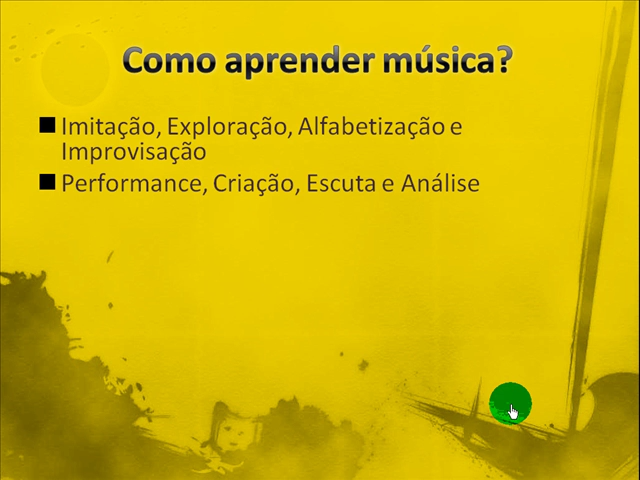 Como aprender música?
Imitação, Exploração, Alfabetização e
Improvisação
Performance, Criação, Escuta e Análise